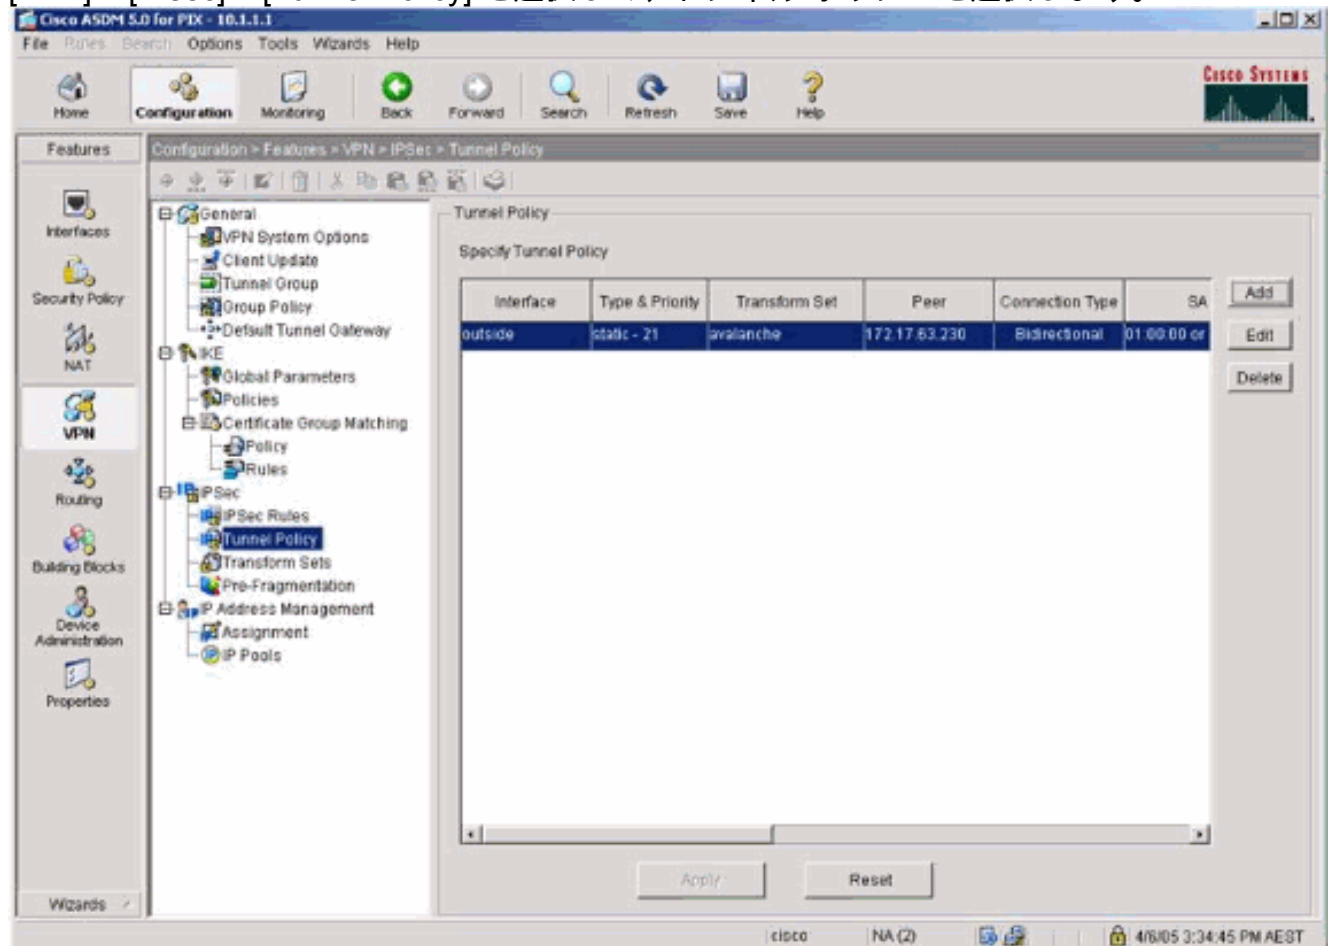 Cisco ASDM 5.0 for PIX - 10.1.1.1
File Rules Search Options Tools Wizards Help
Home Configuration Monitoring Back Forward Search Refresh Save Help
CISCO SYSTEMS
Features
Configuration > Features > VPN > IPSec > Tunnel Policy
Interfaces
Security Policy
NAT
VPN
Routing
Building Blocks
Device
Administration
Properties
Wizards
General
VPN System Options
Client Update
Tunnel Group
Group Policy
Default Tunnel Gateway
IKE
Global Parameters
Policies
Certificate Group Matching
Policy
Rules
IPSec
IPSec Rules
Tunnel Policy
Transform Sets
Pre-Fragmentation
IP Address Management
Assignment
IP Pools
Tunnel Policy
Specify Tunnel Policy
Interface Type & Priority Transform Set Peer Connection Type SA
outside static - 21 avalanche 172.17.63.230 Bidirectional 01:00:00 or
Add
Edit
Delete
Apply Reset
cisco NA (2) 4/6/05 3:34:45 PM AEST